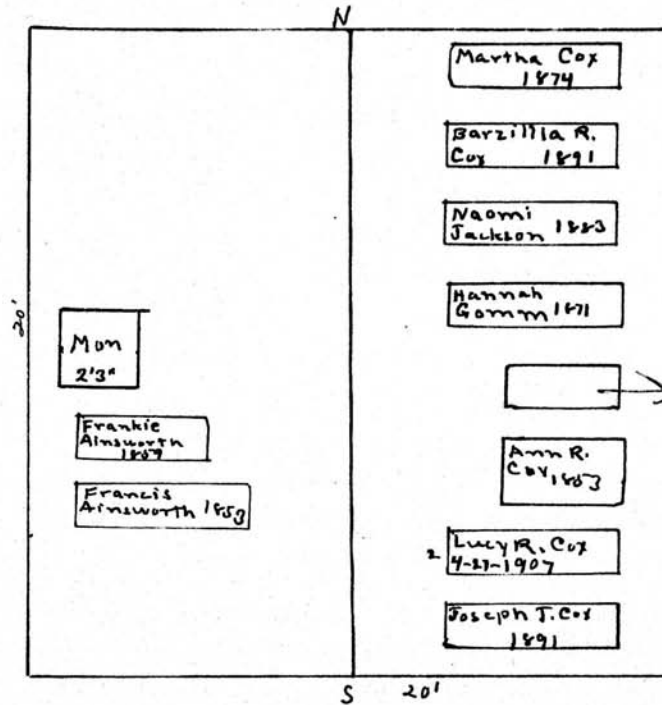 N
Martha Cox
1874
Barzillia R.
Cox 1891
Naomi
Jackson 1883
Hannah
Gomm 1871
20'
Mon
2'3"
Frankie
Ainsworth
Francis
Ainsworth 1853
Ann R.
Cox 1853
2 Lucy R. Cox
4-27-1907
Joseph J. Cox
1891
S 20'